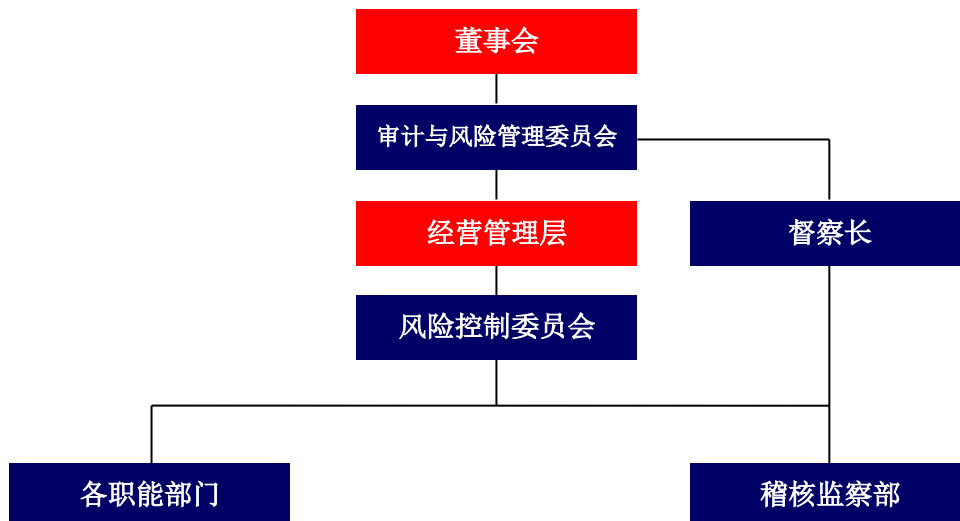 董事会
审计与风险管理委员会
经营管理层
督察长
风险控制委员会
各职能部门
稽核监察部